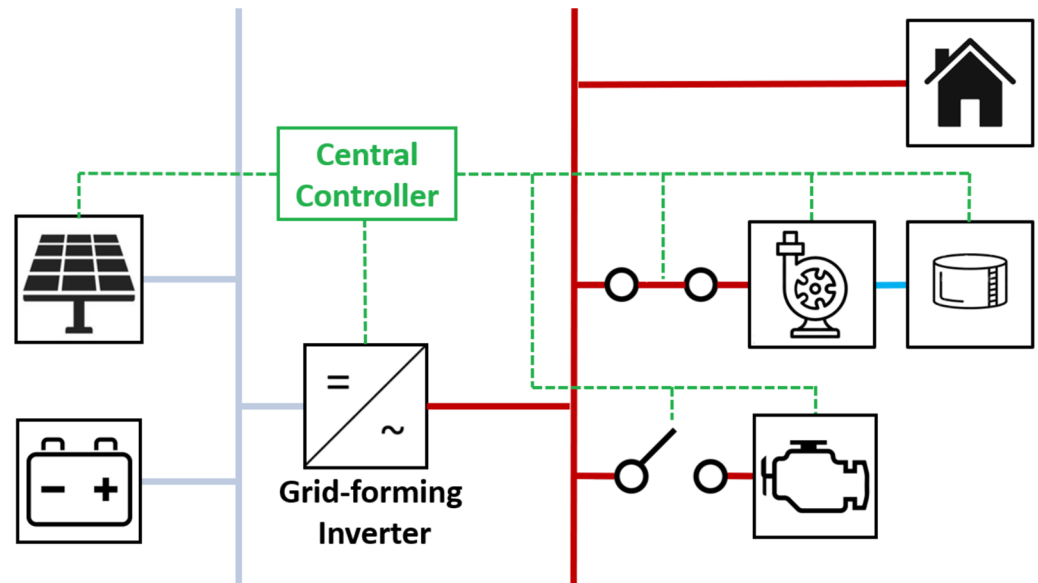 Central
Controller
=
~
Grid-forming
Inverter
− +